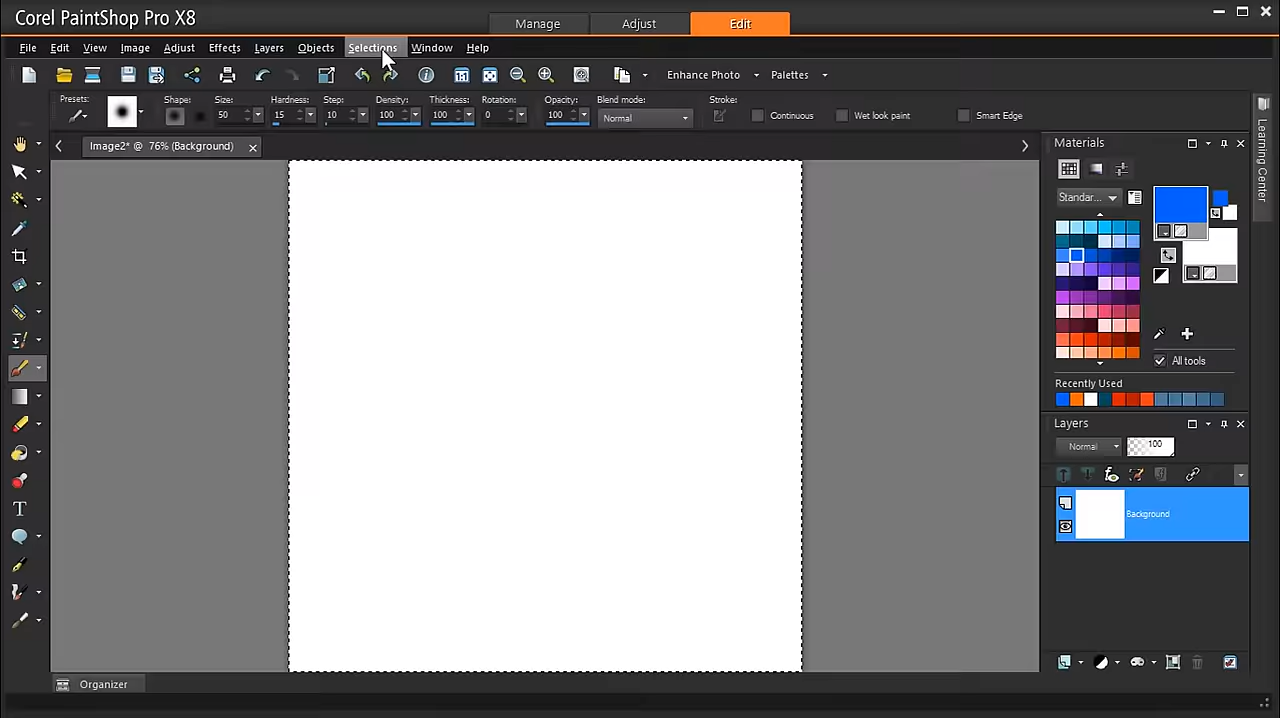 Corel PaintShop Pro X8
Manage Adjust Edit
File Edit View Image Adjust Effects Layers Objects Selections Window Help
Enhance Photo Palettes
Presets: Shape: Size: Hardness: Step: Density: Thickness: Rotation: Opacity: Blend mode: Stroke:
50 15 10 100 100 0 100 Normal Continuous Wet look paint Smart Edge
Image2* @ 76% (Background)
Materials
Standar...
All tools
Recently Used
Layers
Normal 100
Background
Learning Center
Organizer